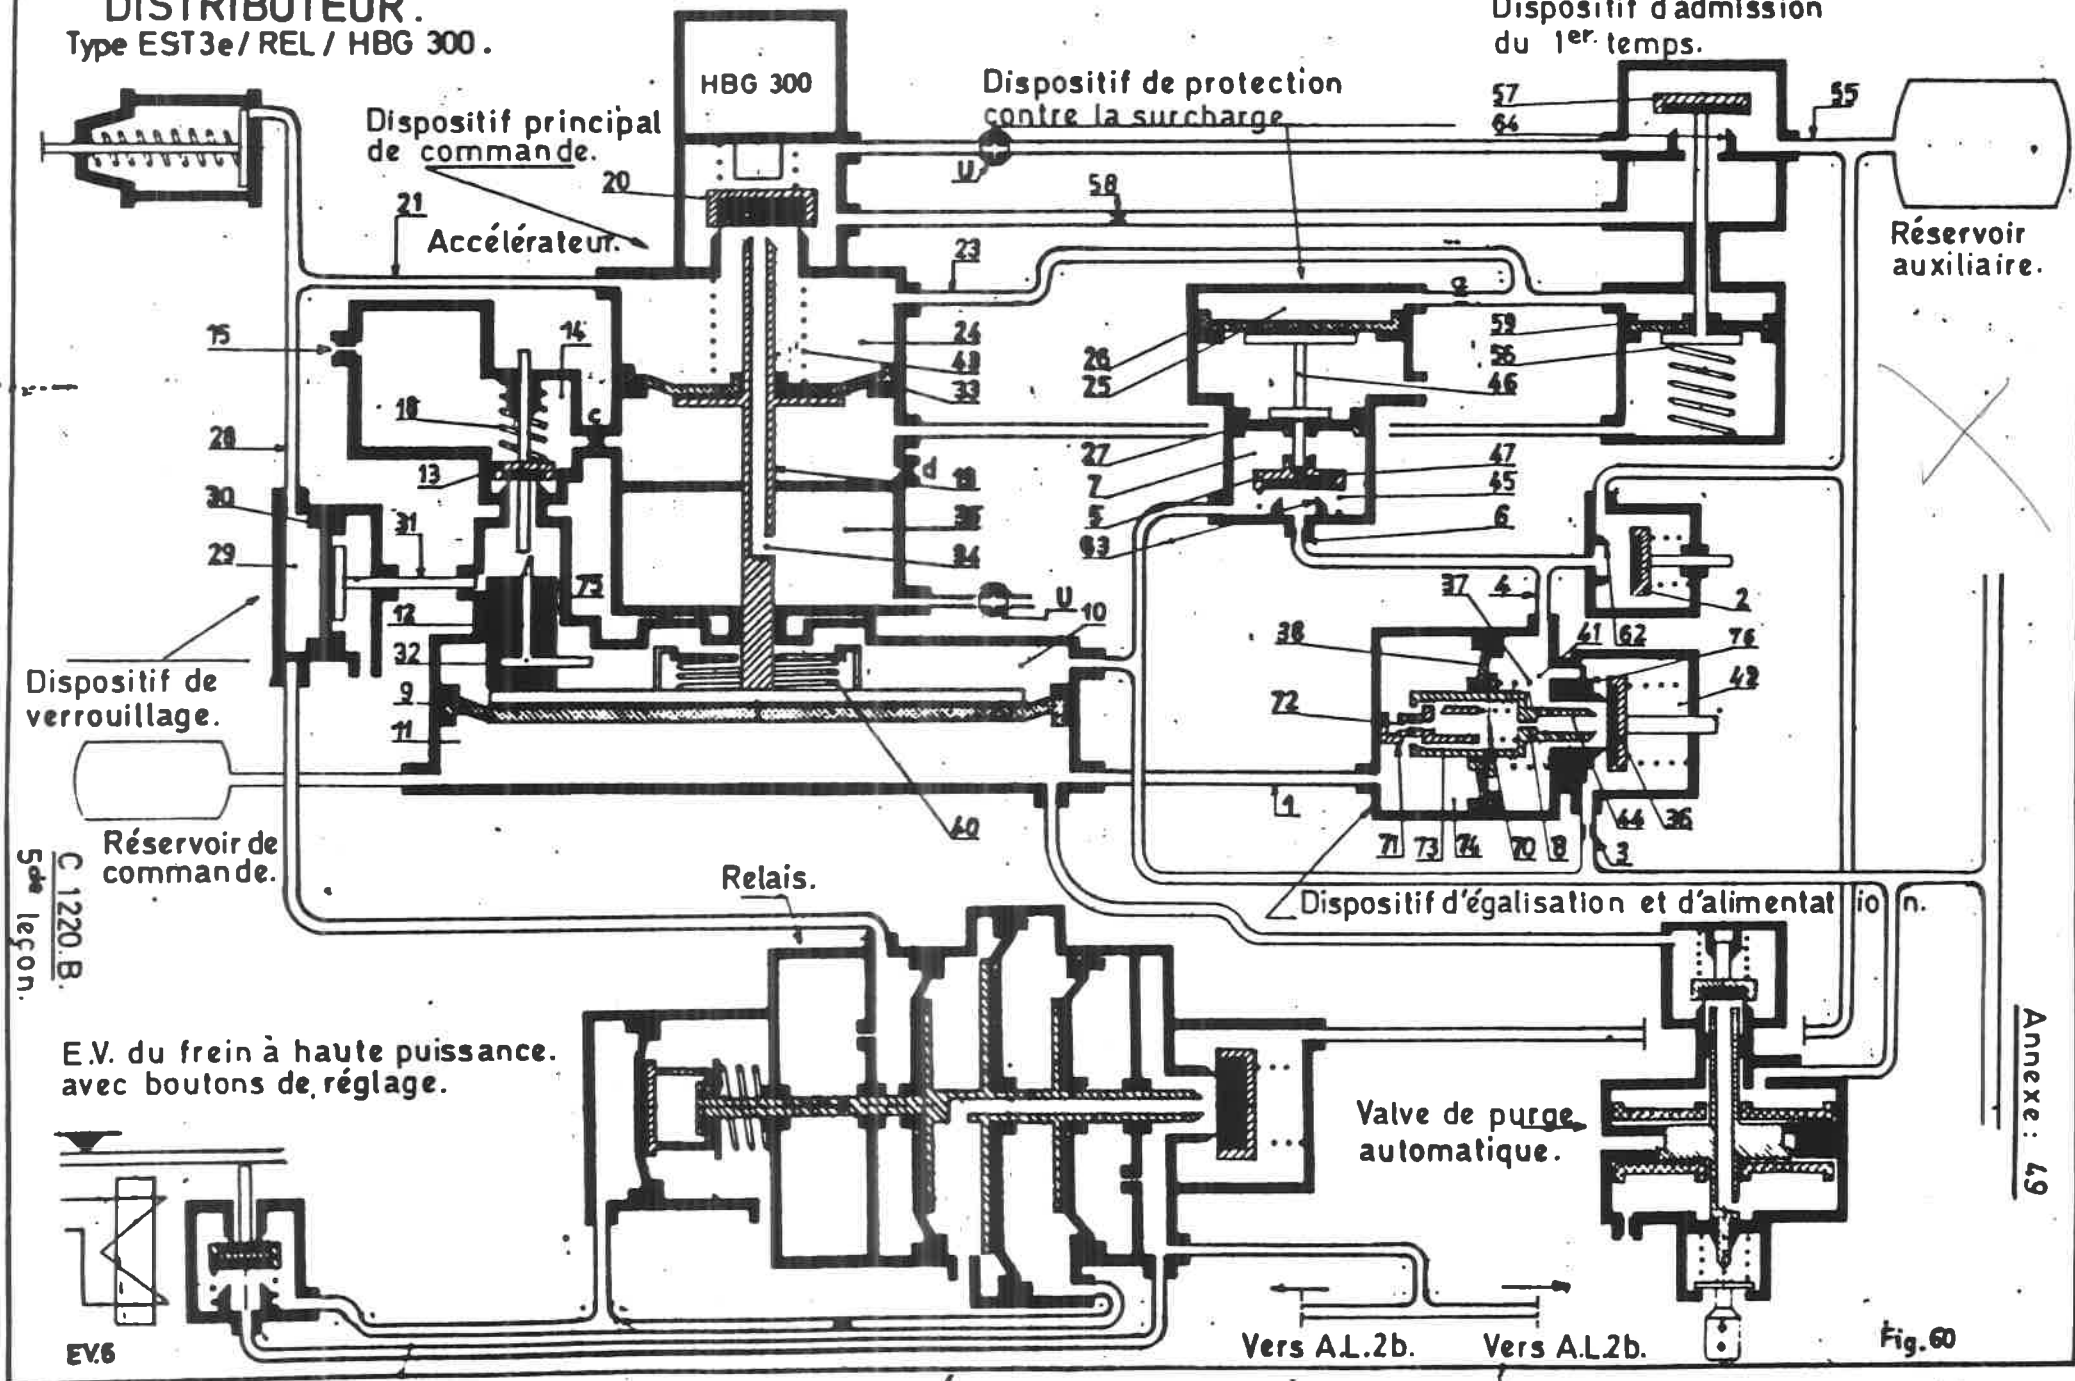 DISTRIBUTEUR.
Type EST3e/ REL / HBG 300.
HBG 300
Dispositif principal
de commande.
Accélérateur.
Dispositif de protection
contre la surcharge
Dispositif d'admission
du 1er. temps.
Réservoir
auxiliaire.
57
64
55
20
U
58
21
23
a
15
14
24
43
33
26
25
59
56
46
18
c
28
13
d
19
27
7
47
45
30
31
35
5
6
29
34
63
37
4
2
12
75
U
10
38
41
62
76
32
42
Dispositif de
verrouillage.
9
72
11
40
1
71
73
74
70
8
44
36
3
Réservoir de
commande.
Relais.
Dispositif d'égalisation et d'alimentation.
C 1220.B.
5de leçon.
E.V. du frein à haute puissance.
avec boutons de réglage.
Valve de purge
automatique.
Annexe : 49
EV.6
Vers A.L.2b.
Vers A.L.2b.
Fig. 60